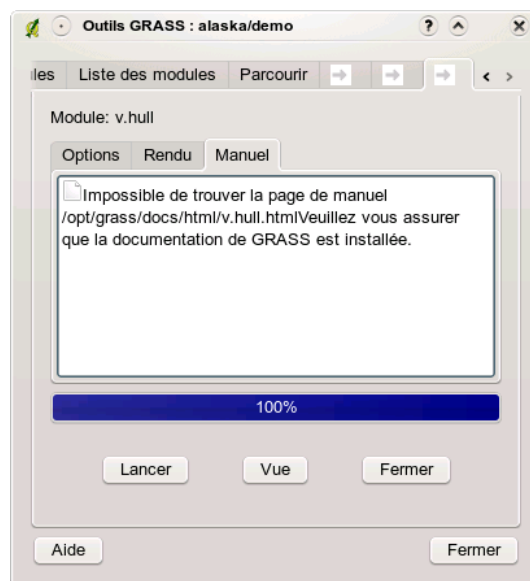 Outils GRASS : alaska/demo
les Liste des modules Parcourir
Module: v.hull
Options Rendu Manuel
Impossible de trouver la page de manuel
/opt/grass/docs/html/v.hull.htmlVeuillez vous assurer
que la documentation de GRASS est installée.
100%
Lancer Vue Fermer
Aide Fermer